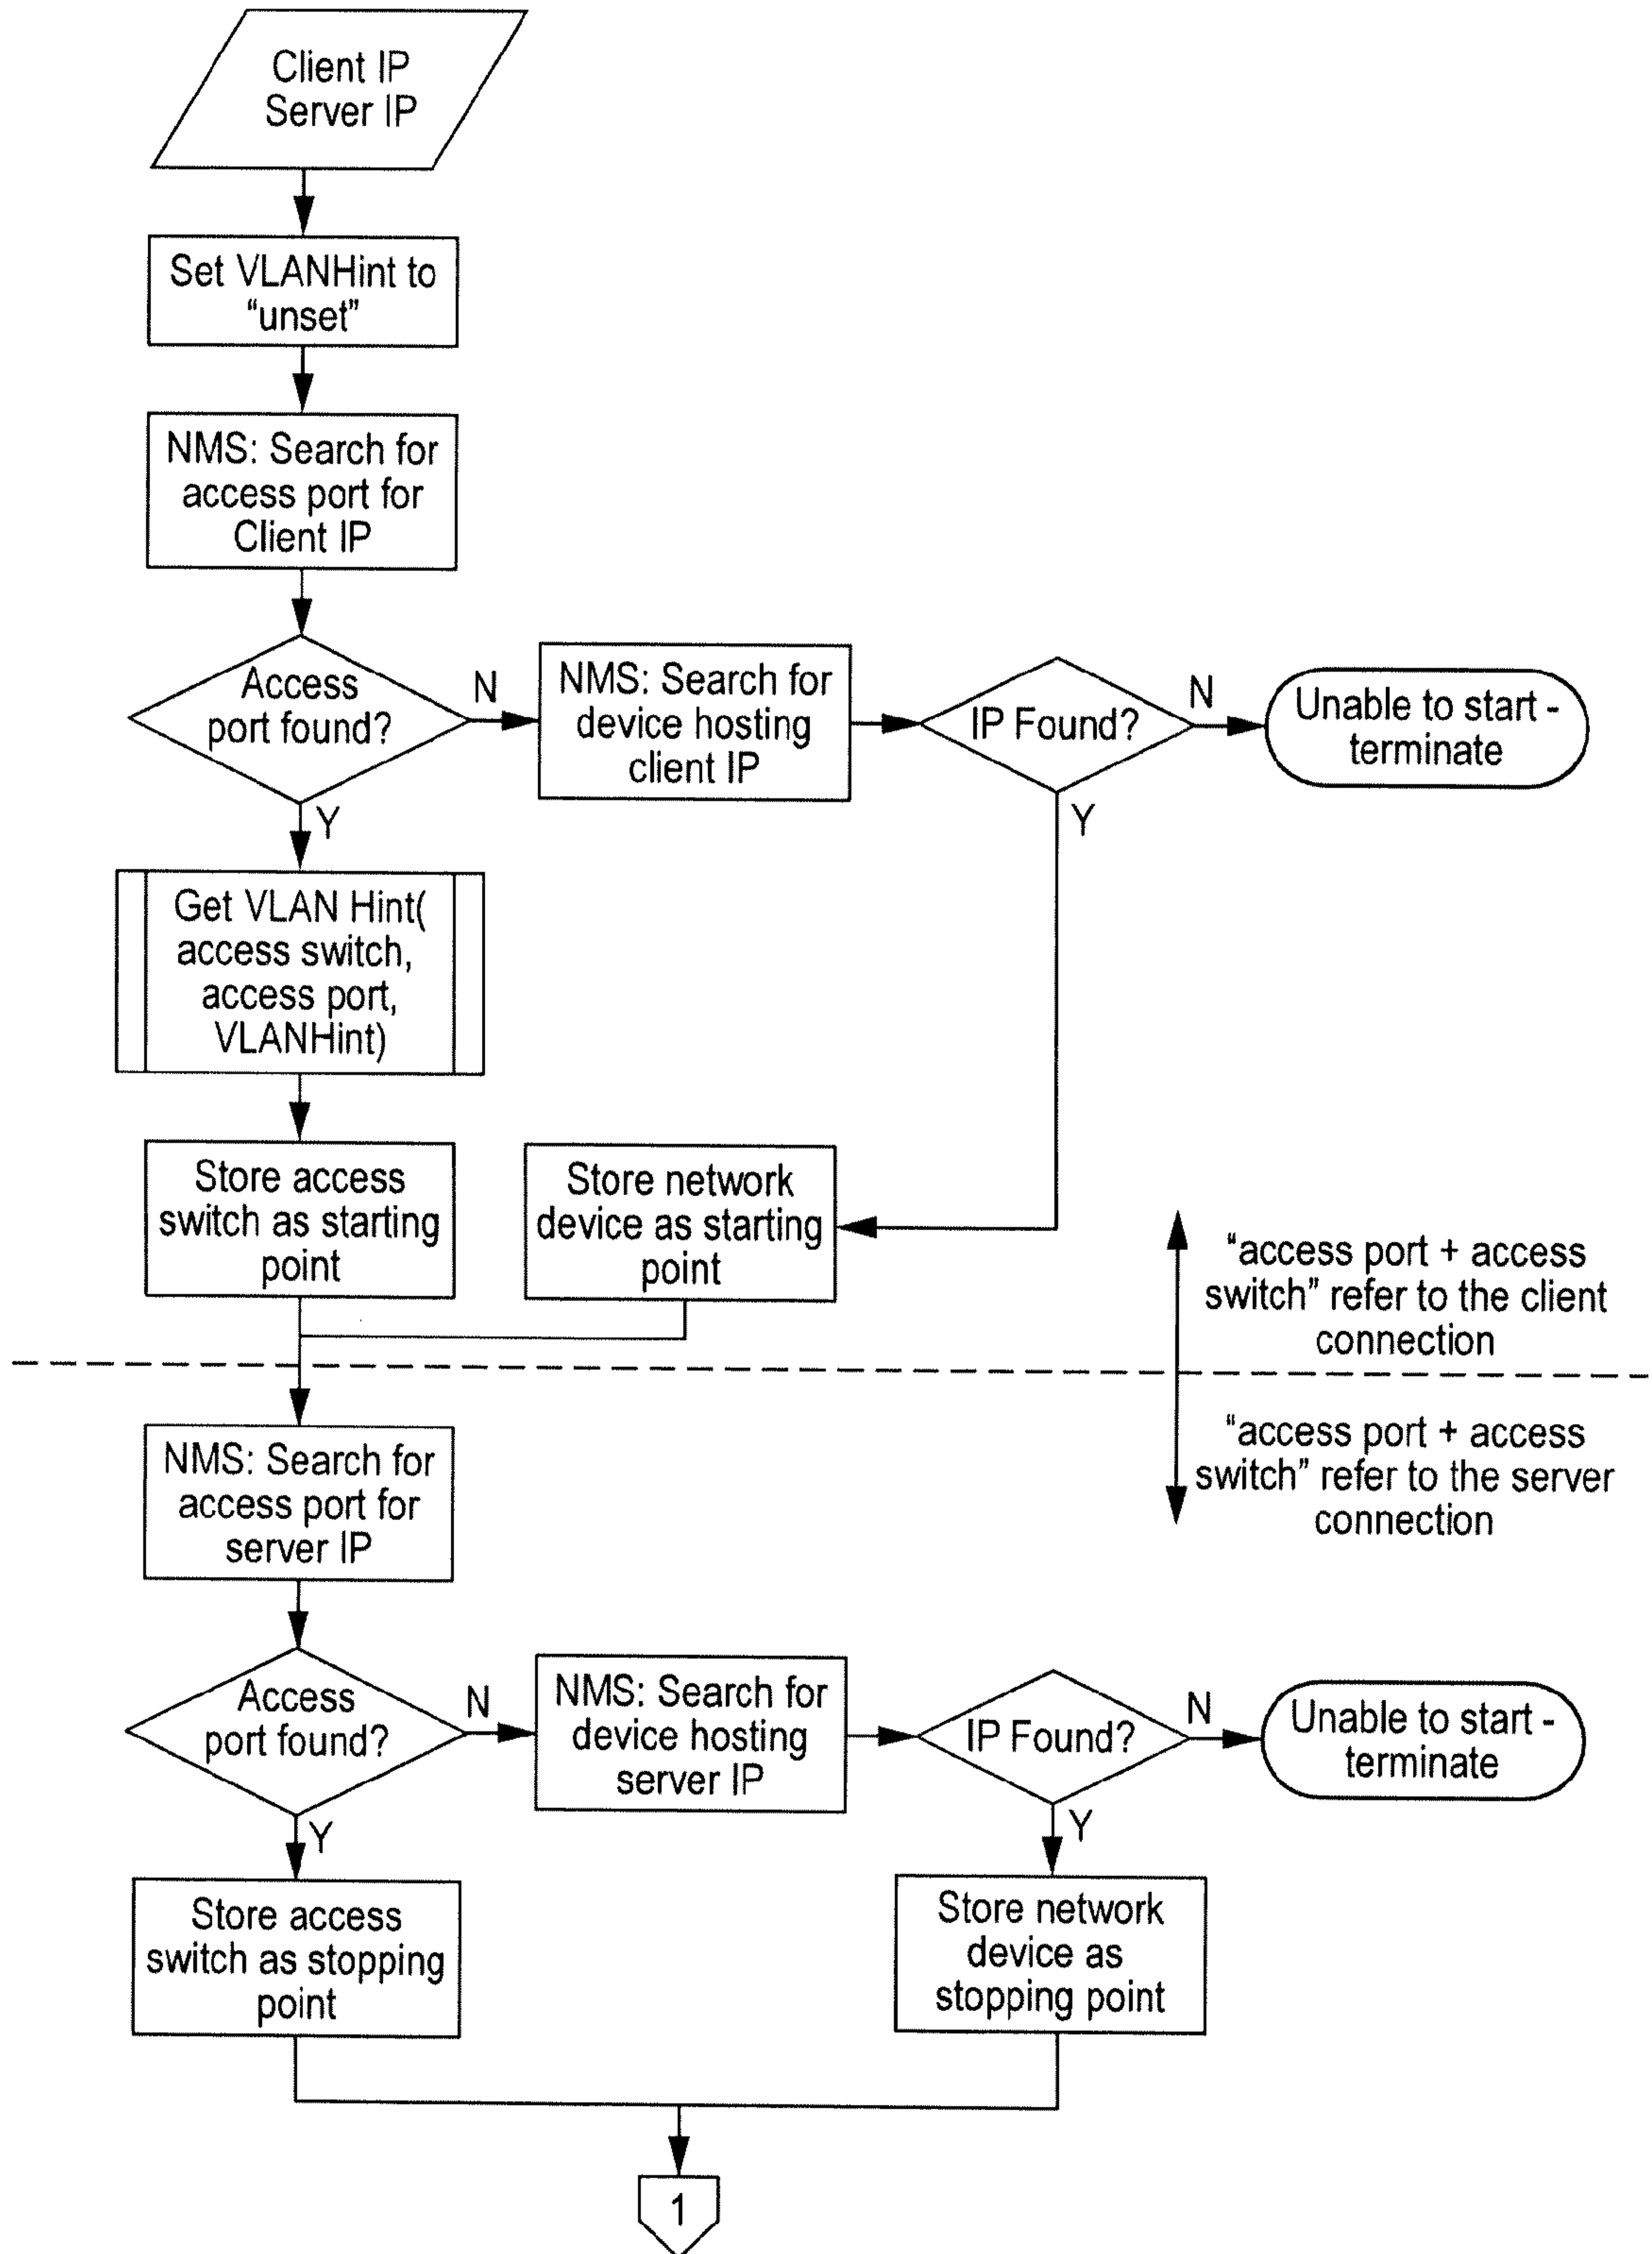 Client IP
Server IP
Set VLANHint to
“unset”
NMS: Search for
access port for
Client IP
Access
port found?
N
NMS: Search for
device hosting
client IP
IP Found?
N
Unable to start -
terminate
Y
Y
Get VLAN Hint(
access switch,
access port,
VLANHint)
Store access
switch as starting
point
Store network
device as starting
point
“access port + access
switch” refer to the client
connection
“access port + access
switch” refer to the server
connection
NMS: Search for
access port for
server IP
Access
port found?
N
NMS: Search for
device hosting
server IP
IP Found?
N
Unable to start -
terminate
Y
Y
Store access
switch as stopping
point
Store network
device as
stopping point
1